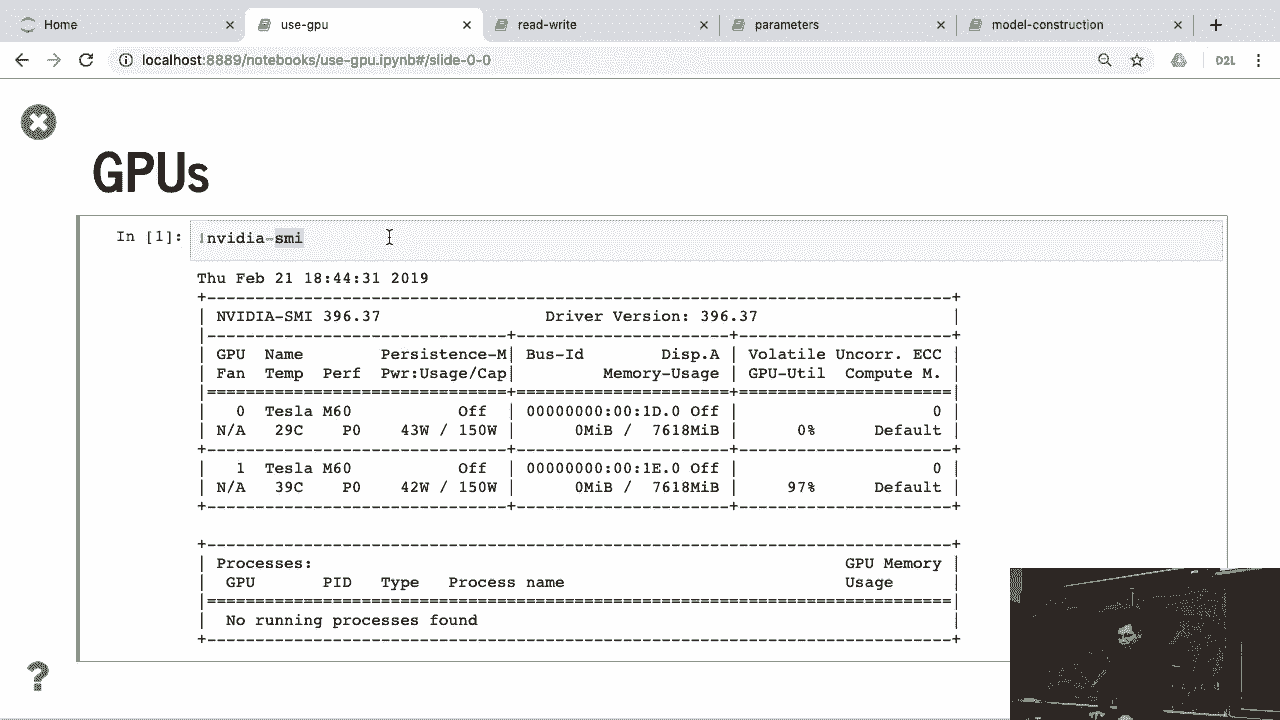 Home
use-gpu
read-write
parameters
model-construction
localhost:8889/notebooks/use-gpu.ipynb#/slide-0-0
D2L
GPUs
In [1]: !nvidia-smi
Thu Feb 21 18:44:31 2019
+-----------------------------------------------------------------------------+
| NVIDIA-SMI 396.37                 Driver Version: 396.37                    |
|-------------------------------+----------------------+----------------------+
| GPU  Name        Persistence-M| Bus-Id        Disp.A | Volatile Uncorr. ECC |
| Fan  Temp  Perf  Pwr:Usage/Cap|         Memory-Usage | GPU-Util  Compute M. |
|===============================+======================+======================|
|   0  Tesla M60           Off  | 00000000:00:1D.0 Off |                    0 |
| N/A   29C    P0    43W / 150W |      0MiB /  7618MiB |      0%      Default |
+-------------------------------+----------------------+----------------------+
|   1  Tesla M60           Off  | 00000000:00:1E.0 Off |                    0 |
| N/A   39C    P0    42W / 150W |      0MiB /  7618MiB |     97%      Default |
+-------------------------------+----------------------+----------------------+
+-----------------------------------------------------------------------------+
| Processes:                                                       GPU Memory |
|  GPU       PID   Type   Process name                             Usage      |
|=============================================================================|
|  No running processes found                                                 |
+-----------------------------------------------------------------------------+